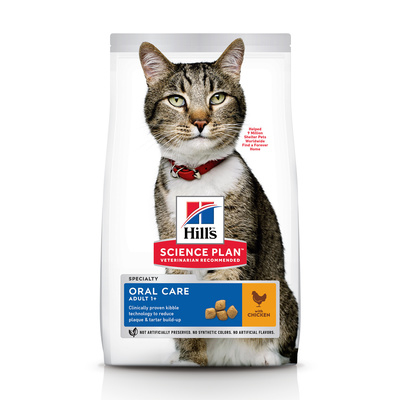 Helped
9 Million
Shelter Pets
Worldwide
Find a Forever
Home
Hill's
SCIENCE PLAN™
VETERINARIAN RECOMMENDED
SPECIALTY
ORAL CARE
ADULT 1+
Clinically proven kibble
technology to reduce
plaque & tartar build-up
with
CHICKEN
NOT ARTIFICIALLY PRESERVED. NO SYNTHETIC COLORS. NO ARTIFICIAL FLAVORS.